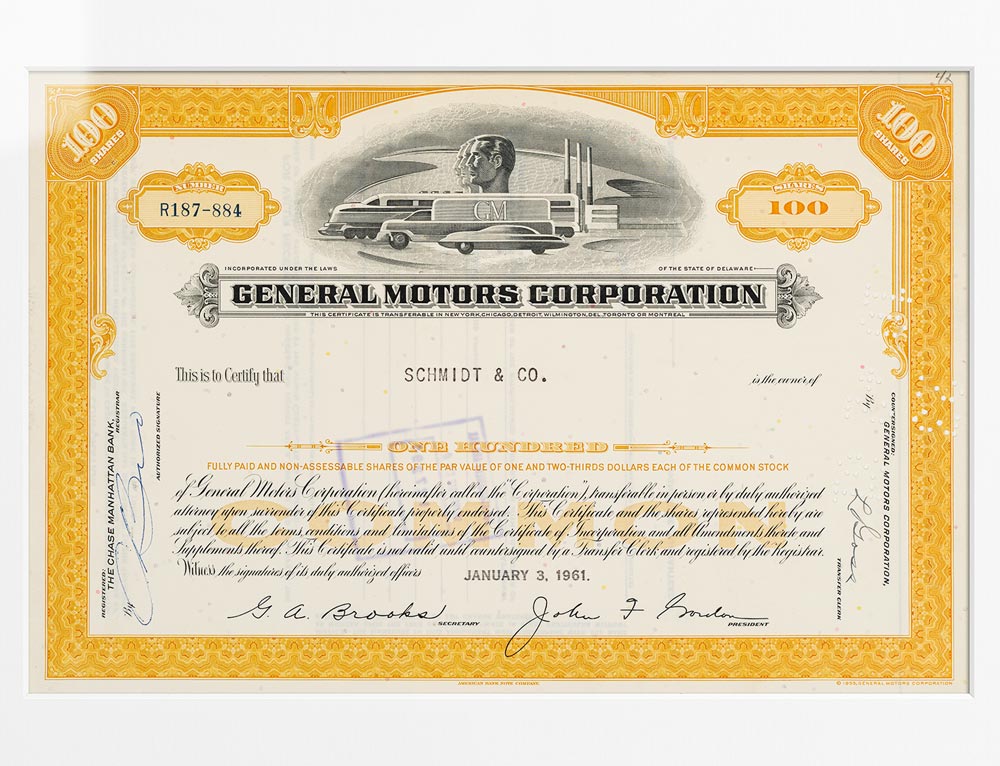 42
100
SHARES
100
SHARES
NUMBER
R187-884
SHARES
100
GM
INCORPORATED UNDER THE LAWS OF THE STATE OF DELAWARE
GENERAL MOTORS CORPORATION
THIS CERTIFICATE IS TRANSFERABLE IN NEW YORK, CHICAGO, DETROIT, WILMINGTON, DEL. TORONTO OR MONTREAL
This is to Certify that SCHMIDT & CO. is the owner of
ONE HUNDRED
FULLY PAID AND NON-ASSESSABLE SHARES OF THE PAR VALUE OF ONE AND TWO-THIRDS DOLLARS EACH OF THE COMMON STOCK
of General Motors Corporation (hereinafter called the "Corporation"), transferable in person or by duly authorized
attorney upon surrender of this Certificate properly endorsed. This Certificate and the shares represented hereby are
subject to all the terms, conditions and limitations of the Certificate of Incorporation and all Amendments thereto and
Supplements thereof. This Certificate is not valid until countersigned by a Transfer Clerk and registered by the Registrar.
COMMON
Witness the signatures of its duly authorized officers JANUARY 3, 1961.
G. A. Brooks SECRETARY
John F Gordon PRESIDENT
REGISTERED:
THE CHASE MANHATTAN BANK,
REGISTRAR
By
AUTHORIZED SIGNATURE
COUNTERSIGNED:
GENERAL MOTORS CORPORATION,
By
TRANSFER CLERK
AMERICAN BANK NOTE COMPANY.
© 1955, GENERAL MOTORS CORPORATION